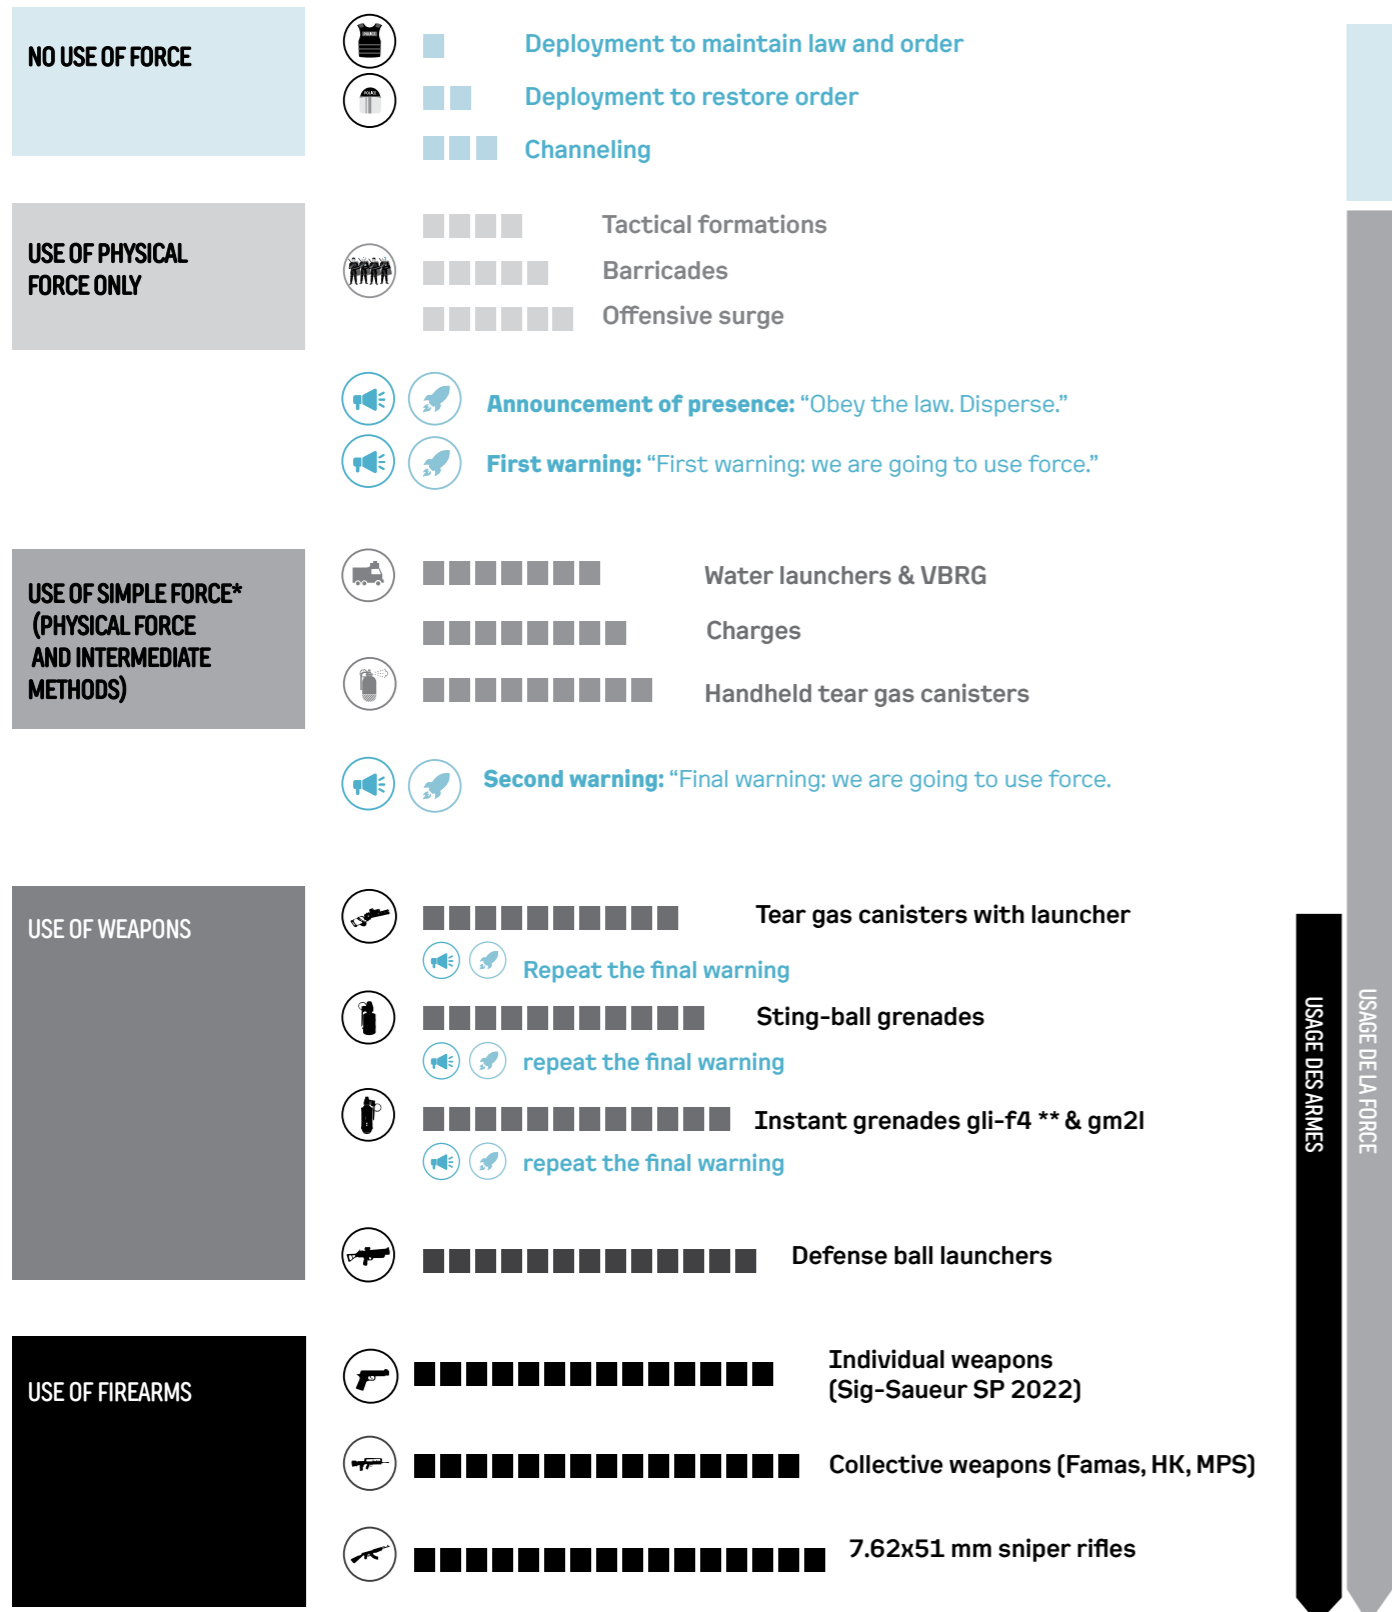 NO USE OF FORCE
Deployment to maintain law and order
Deployment to restore order
Channeling
USE OF PHYSICAL
FORCE ONLY
Tactical formations
Barricades
Offensive surge
Announcement of presence: “Obey the law. Disperse.”
First warning: “First warning: we are going to use force.”
USE OF SIMPLE FORCE*
(PHYSICAL FORCE
AND INTERMEDIATE
METHODS)
Water launchers & VBRG
Charges
Handheld tear gas canisters
Second warning: “Final warning: we are going to use force.
USE OF WEAPONS
Tear gas canisters with launcher
Repeat the final warning
Sting-ball grenades
repeat the final warning
Instant grenades gli-f4 ** & gm2l
repeat the final warning
Defense ball launchers
USE OF FIREARMS
Individual weapons
(Sig-Saueur SP 2022)
Collective weapons (Famas, HK, MPS)
7.62x51 mm sniper rifles
USAGE DES ARMES
USAGE DE LA FORCE